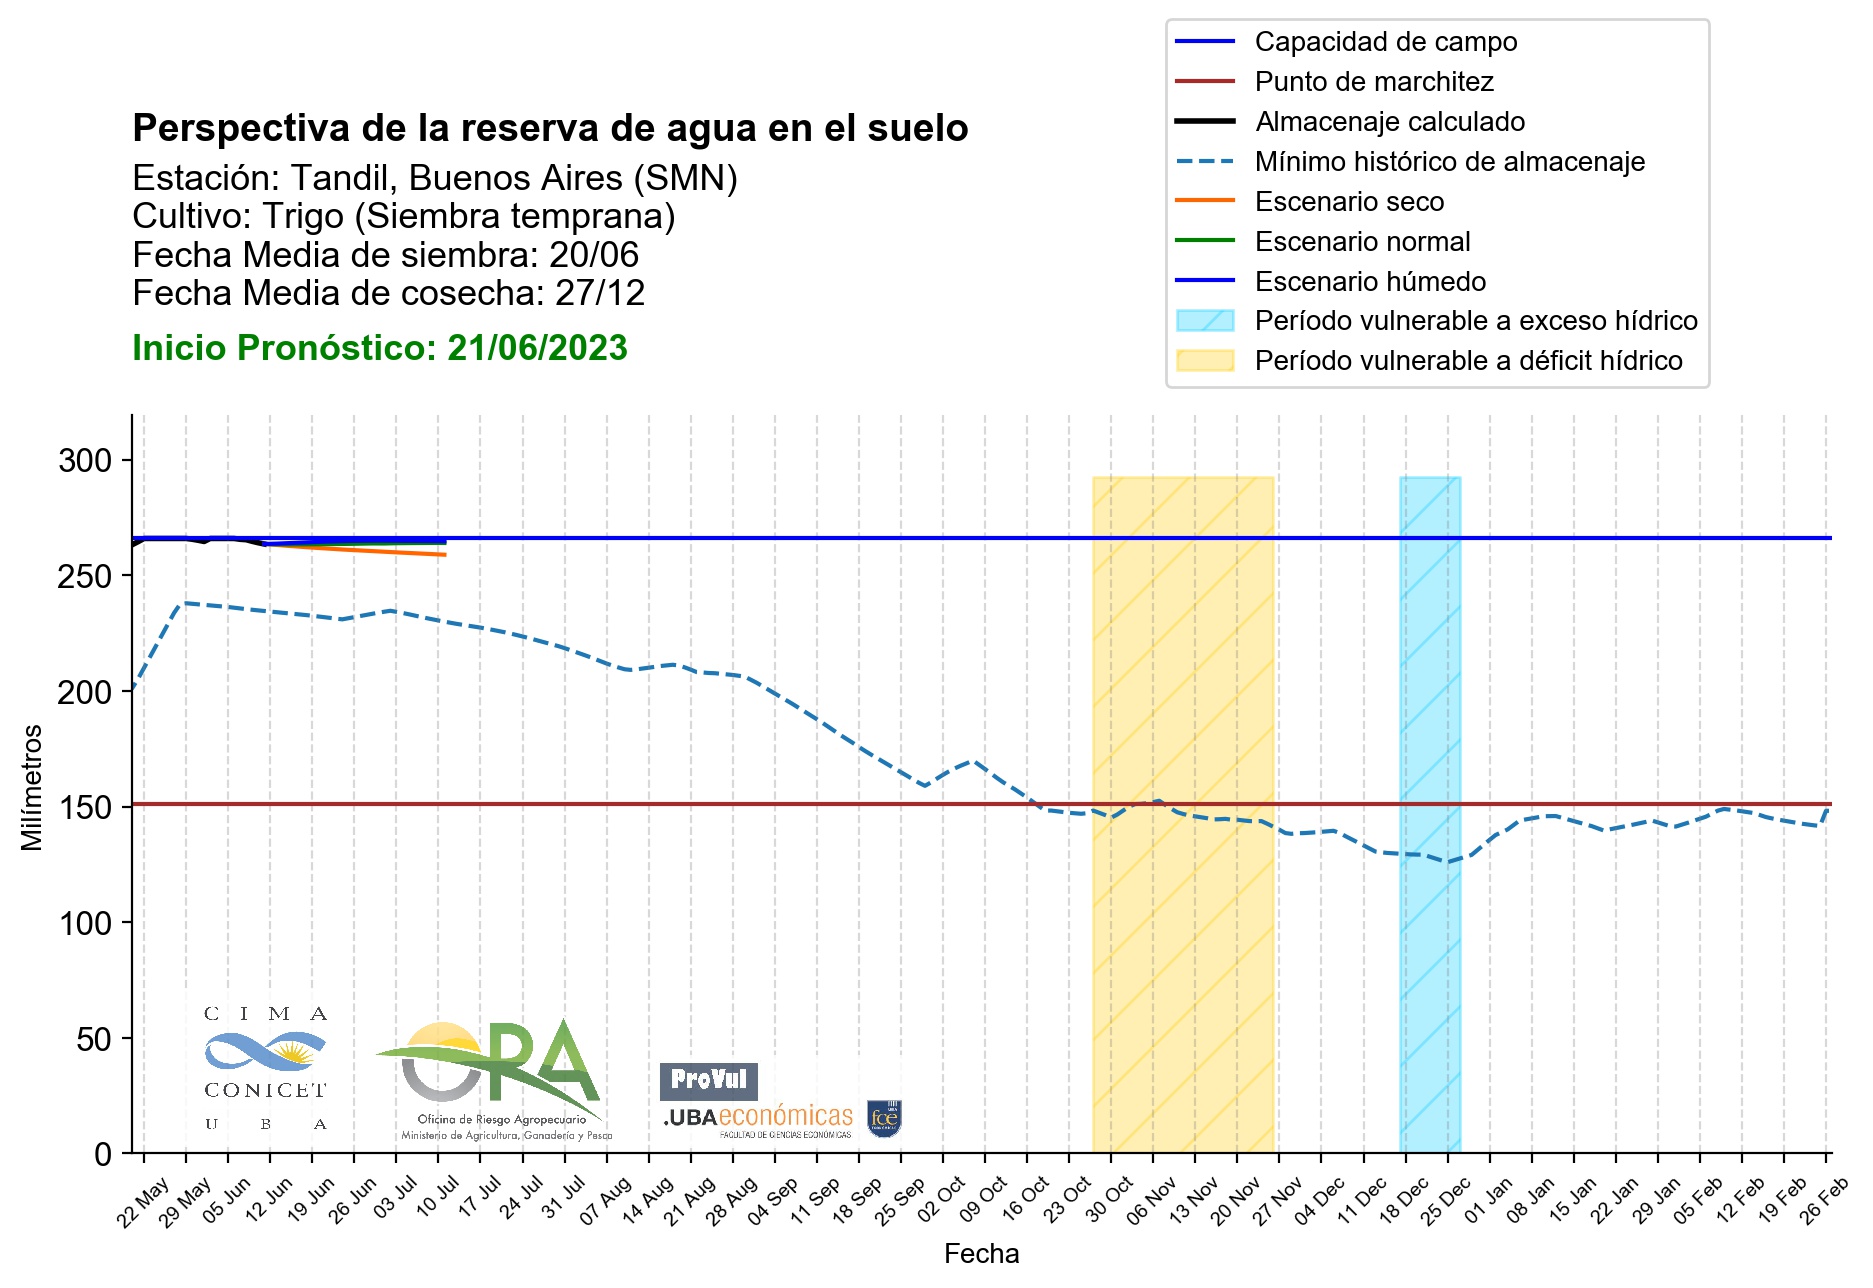 Capacidad de campo
Punto de marchitez
Almacenaje calculado
Mínimo histórico de almacenaje
Escenario seco
Escenario normal
Escenario húmedo
Período vulnerable a exceso hídrico
Período vulnerable a déficit hídrico
Perspectiva de la reserva de agua en el suelo
Estación: Tandil, Buenos Aires (SMN)
Cultivo: Trigo (Siembra temprana)
Fecha Media de siembra: 20/06
Fecha Media de cosecha: 27/12
Inicio Pronóstico: 21/06/2023
Milímetros
300
250
200
150
100
50
0
CIMA
CONICET
UBA
ORA
Oficina de Riesgo Agropecuario
Ministerio de Agricultura, Ganadería y Pesca
ProVul
.UBAeconómicas
FACULTAD DE CIENCIAS ECONÓMICAS
fce
22 May
29 May
05 Jun
12 Jun
19 Jun
26 Jun
03 Jul
10 Jul
17 Jul
24 Jul
31 Jul
07 Aug
14 Aug
21 Aug
28 Aug
04 Sep
11 Sep
18 Sep
25 Sep
02 Oct
09 Oct
16 Oct
23 Oct
30 Oct
06 Nov
13 Nov
20 Nov
27 Nov
04 Dec
11 Dec
18 Dec
25 Dec
01 Jan
08 Jan
15 Jan
22 Jan
29 Jan
05 Feb
12 Feb
19 Feb
26 Feb
Fecha